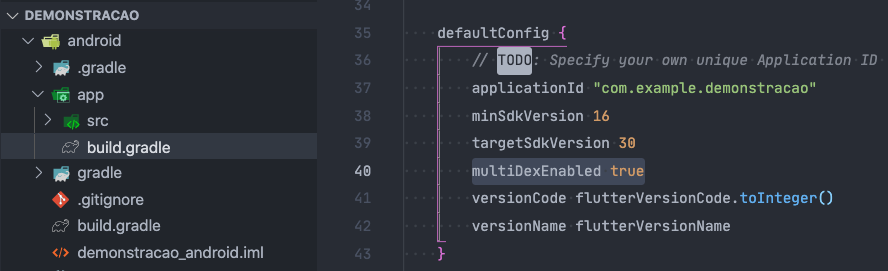 DEMONSTRACAO
android
.gradle
app
src
build.gradle
gradle
.gitignore
build.gradle
demonstracao_android.iml
34
35 defaultConfig {
36 // TODO: Specify your own unique Application ID
37 applicationId "com.example.demonstracao"
38 minSdkVersion 16
39 targetSdkVersion 30
40 multiDexEnabled true
41 versionCode flutterVersionCode.toInteger()
42 versionName flutterVersionName
43 }